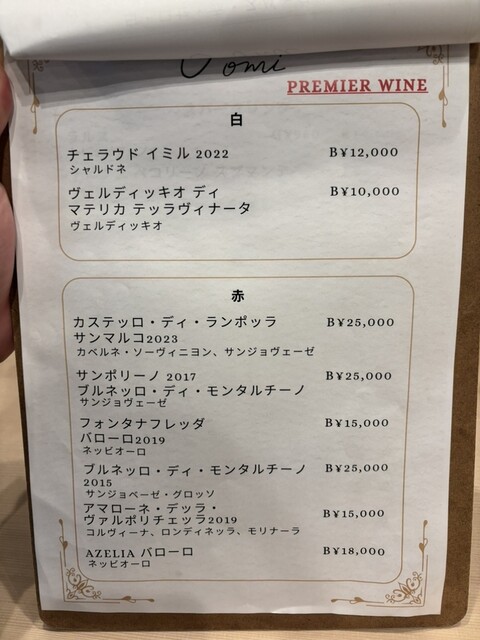 PREMIER WINE
白
チェラウド イミル 2022 B¥12,000
シャルドネ
ヴェルディッキオ ディ B¥10,000
マテリカ テッラヴィナータ
ヴェルディッキオ
赤
カステッロ・ディ・ランポッラ B¥25,000
サンマルコ2023
カベルネ・ソーヴィニヨン、サンジョヴェーゼ
サンポリーノ 2017 B¥25,000
ブルネッロ・ディ・モンタルチーノ
サンジョヴェーゼ
フォンタナフレッダ B¥15,000
バローロ2019
ネッビオーロ
ブルネッロ・ディ・モンタルチーノ B¥25,000
2015
サンジョベーゼ・グロッソ
アマローネ・デッラ・ B¥15,000
ヴァルポリチェッラ2019
コルヴィーナ、ロンディネッラ、モリナーラ
AZELIA バローロ B¥18,000
ネッビオーロ